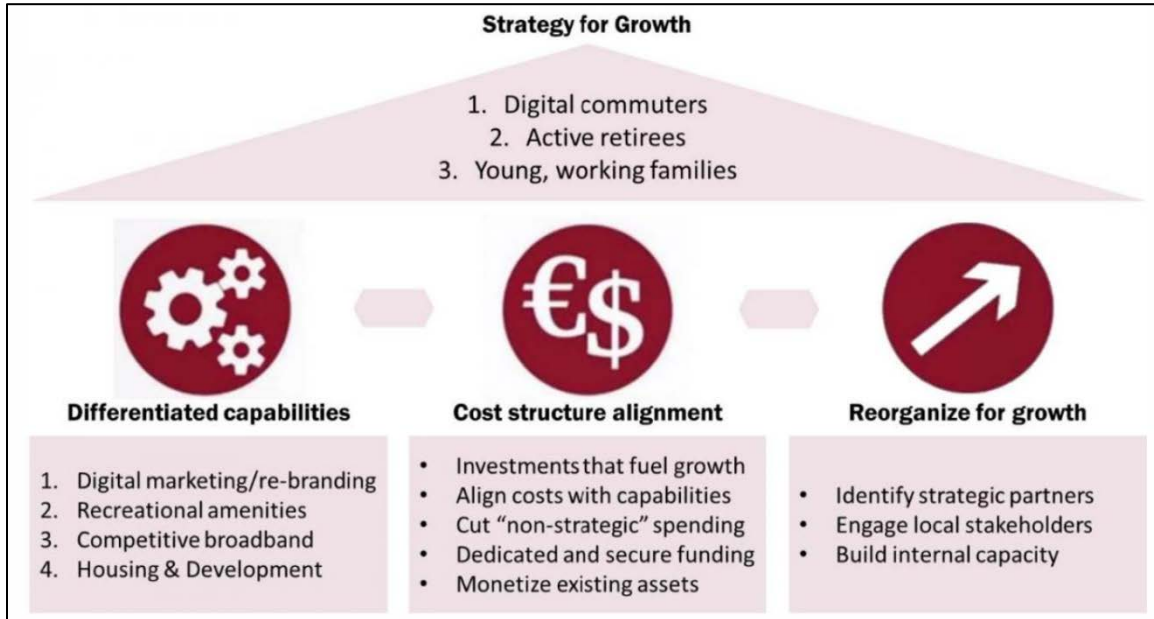 Strategy for Growth
1. Digital commuters
2. Active retirees
3. Young, working families
€$
Differentiated capabilities
1. Digital marketing/re-branding
2. Recreational amenities
3. Competitive broadband
4. Housing & Development
Cost structure alignment
• Investments that fuel growth
• Align costs with capabilities
• Cut “non-strategic” spending
• Dedicated and secure funding
• Monetize existing assets
Reorganize for growth
• Identify strategic partners
• Engage local stakeholders
• Build internal capacity